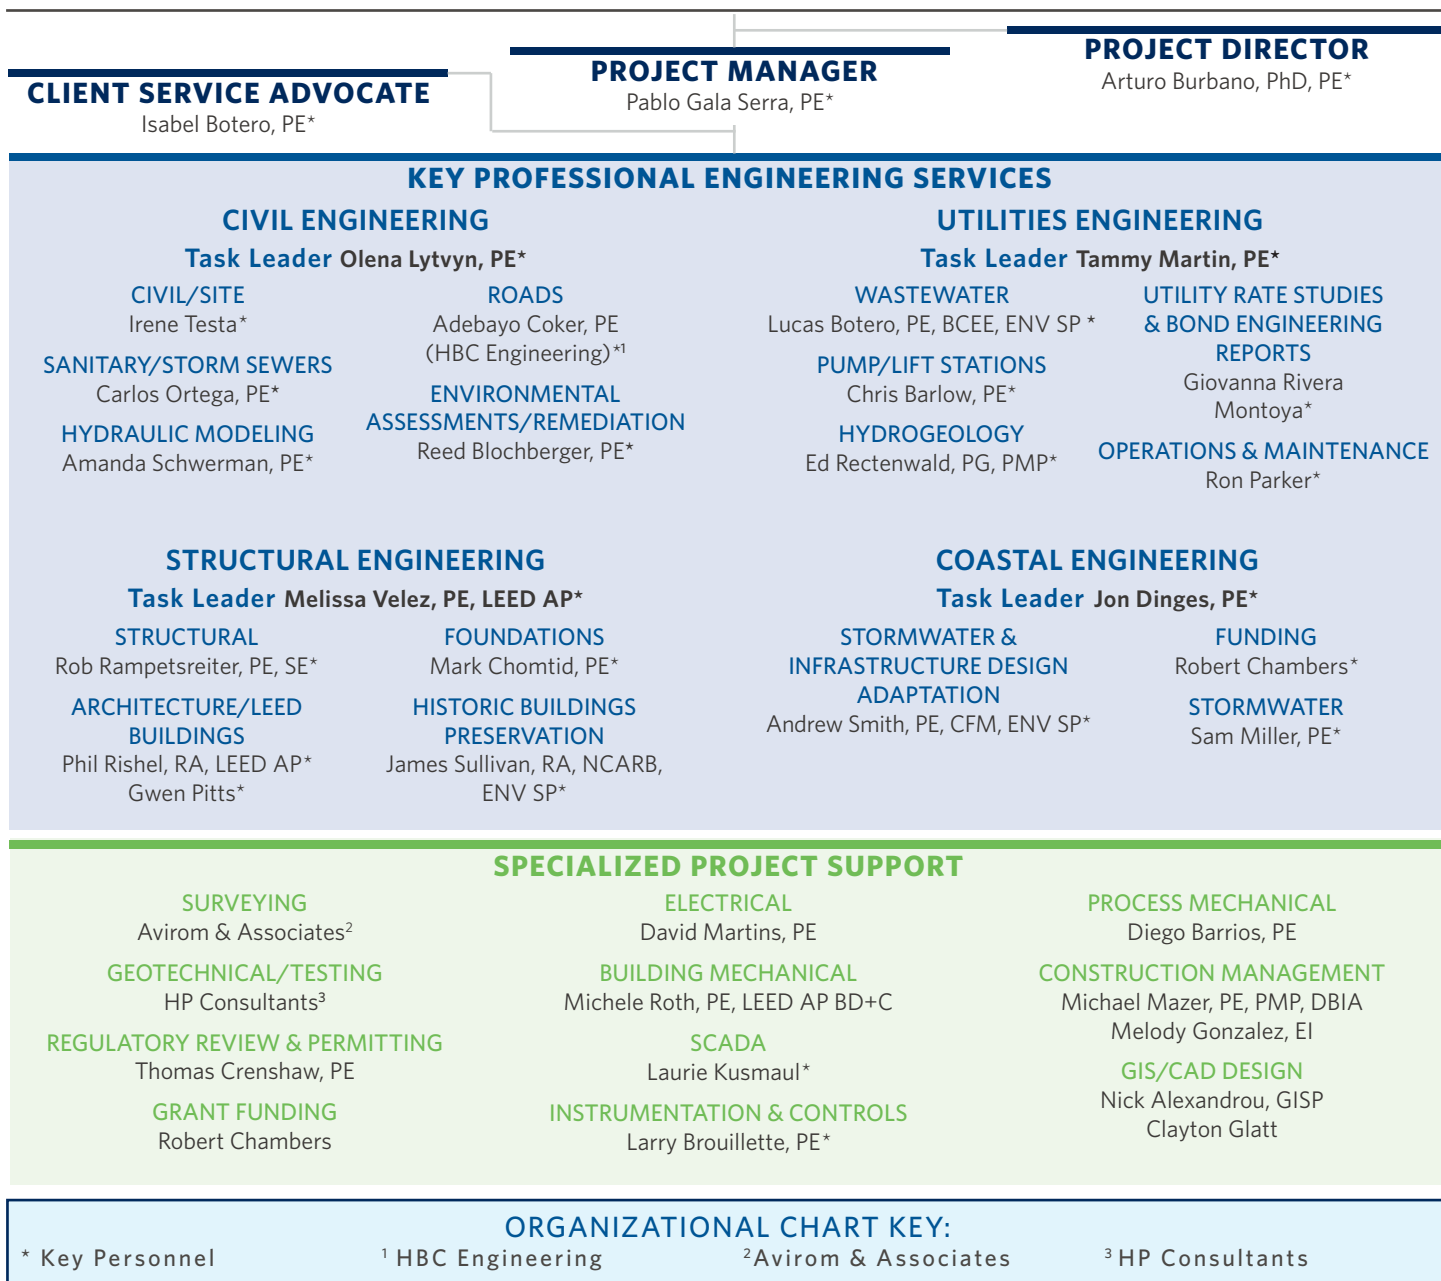 PROJECT DIRECTOR
Arturo Burbano, PhD, PE*
PROJECT MANAGER
Pablo Gala Serra, PE*
CLIENT SERVICE ADVOCATE
Isabel Botero, PE*
KEY PROFESSIONAL ENGINEERING SERVICES
CIVIL ENGINEERING
Task Leader Olena Lytvyn, PE*
CIVIL/SITE
Irene Testa*
SANITARY/STORM SEWERS
Carlos Ortega, PE*
HYDRAULIC MODELING
Amanda Schwerman, PE*
ROADS
Adebayo Coker, PE
(HBC Engineering)*¹
ENVIRONMENTAL
ASSESSMENTS/REMEDIATION
Reed Blochberger, PE*
UTILITIES ENGINEERING
Task Leader Tammy Martin, PE*
WASTEWATER
Lucas Botero, PE, BCEE, ENV SP *
PUMP/LIFT STATIONS
Chris Barlow, PE*
HYDROGEOLOGY
Ed Rectenwald, PG, PMP*
UTILITY RATE STUDIES
& BOND ENGINEERING
REPORTS
Giovanna Rivera
Montoya*
OPERATIONS & MAINTENANCE
Ron Parker*
STRUCTURAL ENGINEERING
Task Leader Melissa Velez, PE, LEED AP*
STRUCTURAL
Rob Rampetsreiter, PE, SE*
ARCHITECTURE/LEED
BUILDINGS
Phil Rishel, RA, LEED AP*
Gwen Pitts*
FOUNDATIONS
Mark Chomtid, PE*
HISTORIC BUILDINGS
PRESERVATION
James Sullivan, RA, NCARB,
ENV SP*
COASTAL ENGINEERING
Task Leader Jon Dinges, PE*
STORMWATER &
INFRASTRUCTURE DESIGN
ADAPTATION
Andrew Smith, PE, CFM, ENV SP*
FUNDING
Robert Chambers*
STORMWATER
Sam Miller, PE*
SPECIALIZED PROJECT SUPPORT
SURVEYING
Avirom & Associates²
GEOTECHNICAL/TESTING
HP Consultants³
REGULATORY REVIEW & PERMITTING
Thomas Crenshaw, PE
GRANT FUNDING
Robert Chambers
ELECTRICAL
David Martins, PE
BUILDING MECHANICAL
Michele Roth, PE, LEED AP BD+C
SCADA
Laurie Kusmaul*
INSTRUMENTATION & CONTROLS
Larry Brouillette, PE*
PROCESS MECHANICAL
Diego Barrios, PE
CONSTRUCTION MANAGEMENT
Michael Mazer, PE, PMP, DBIA
Melody Gonzalez, EI
GIS/CAD DESIGN
Nick Alexandrou, GISP
Clayton Glatt
ORGANIZATIONAL CHART KEY:
* Key Personnel ¹ HBC Engineering ²Avirom & Associates ³ HP Consultants